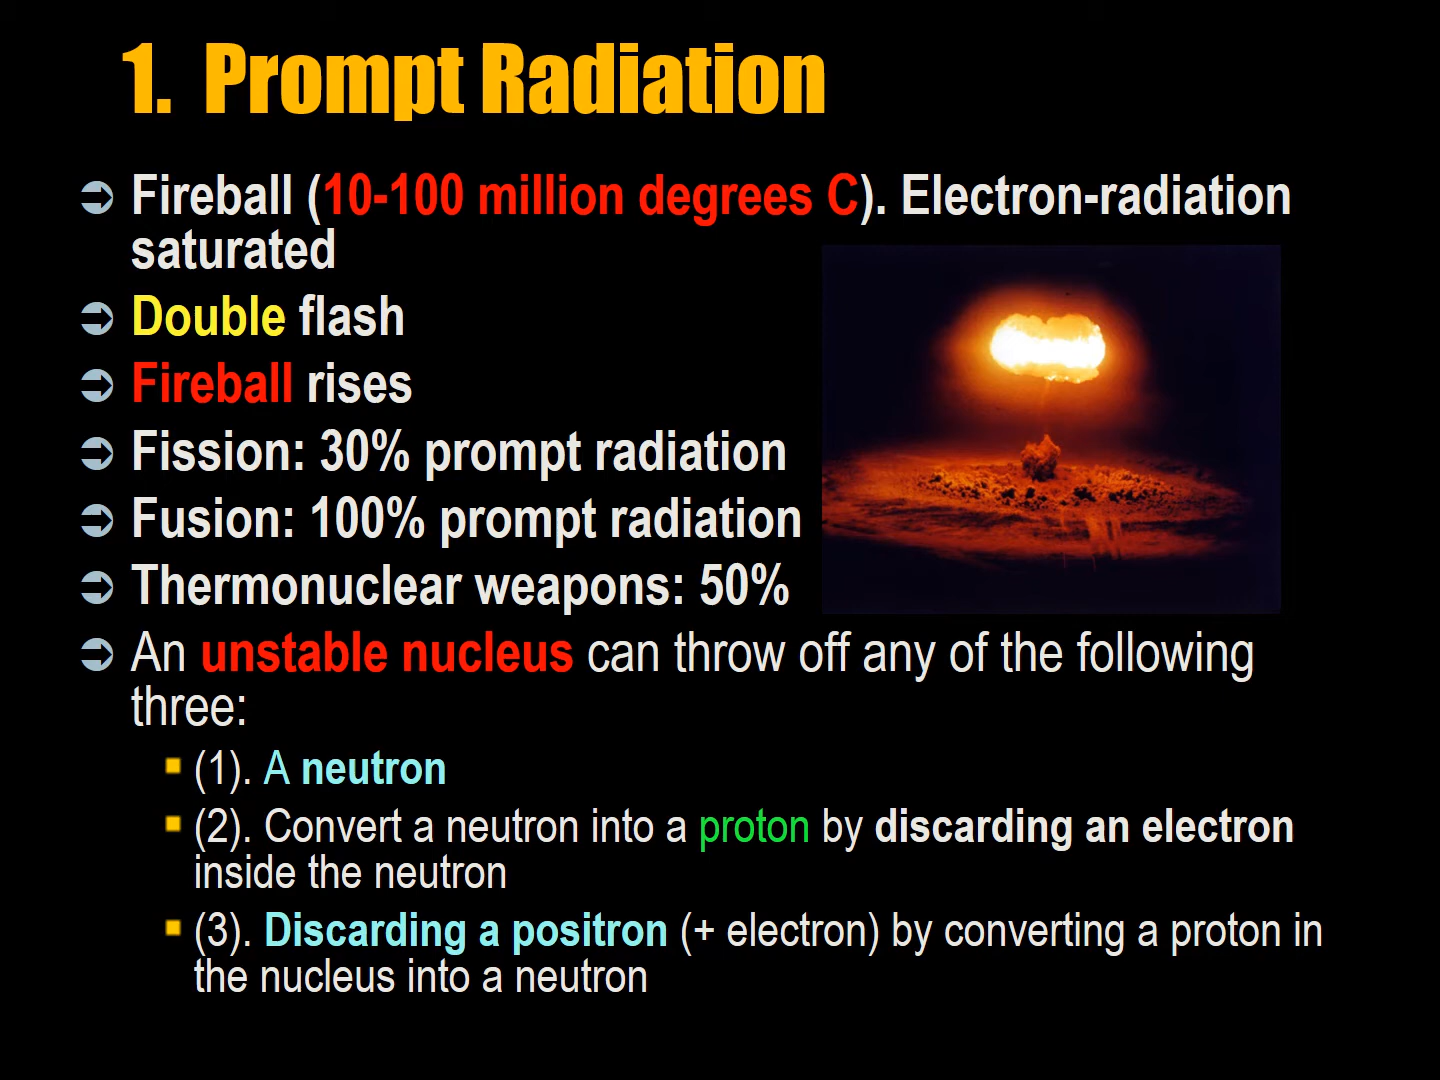 1. Prompt Radiation
Fireball (10-100 million degrees C). Electron-radiation
saturated
Double flash
Fireball rises
Fission: 30% prompt radiation
Fusion: 100% prompt radiation
Thermonuclear weapons: 50%
An unstable nucleus can throw off any of the following
three:
(1). A neutron
(2). Convert a neutron into a proton by discarding an electron
inside the neutron
(3). Discarding a positron (+ electron) by converting a proton in
the nucleus into a neutron